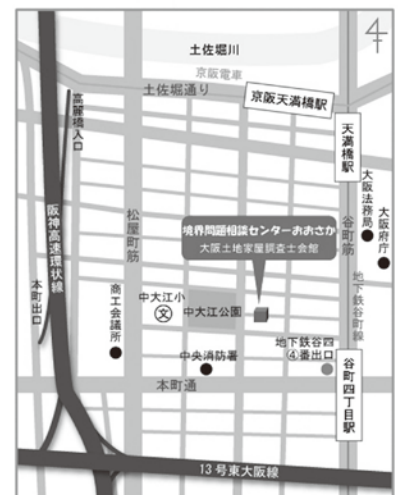 土佐堀川
京阪電車
土佐堀通り
京阪天満橋駅
高麗橋入口
天満橋駅
大阪法務局
大阪府庁
阪神高速環状線
松屋町筋
谷町筋
境界問題相談センターおおさか
大阪土地家屋調査士会館
地下鉄谷町線
本町出口
商工会議所
中大江小
文
中大江公園
中央消防署
地下鉄谷四
④番出口
本町通
谷町四丁目駅
13号東大阪線